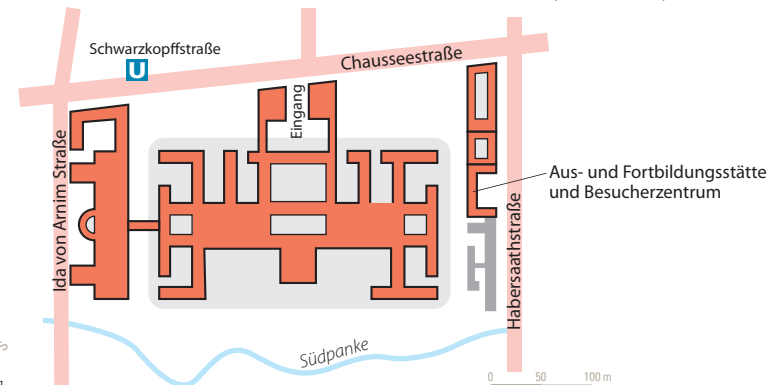 Schwarzkopffstraße
U
Chausseestraße
Eingang
Ida von Arnim Straße
Aus- und Fortbildungsstätte
und Besucherzentrum
Habersaathstraße
Südpanke
0 50 100 m